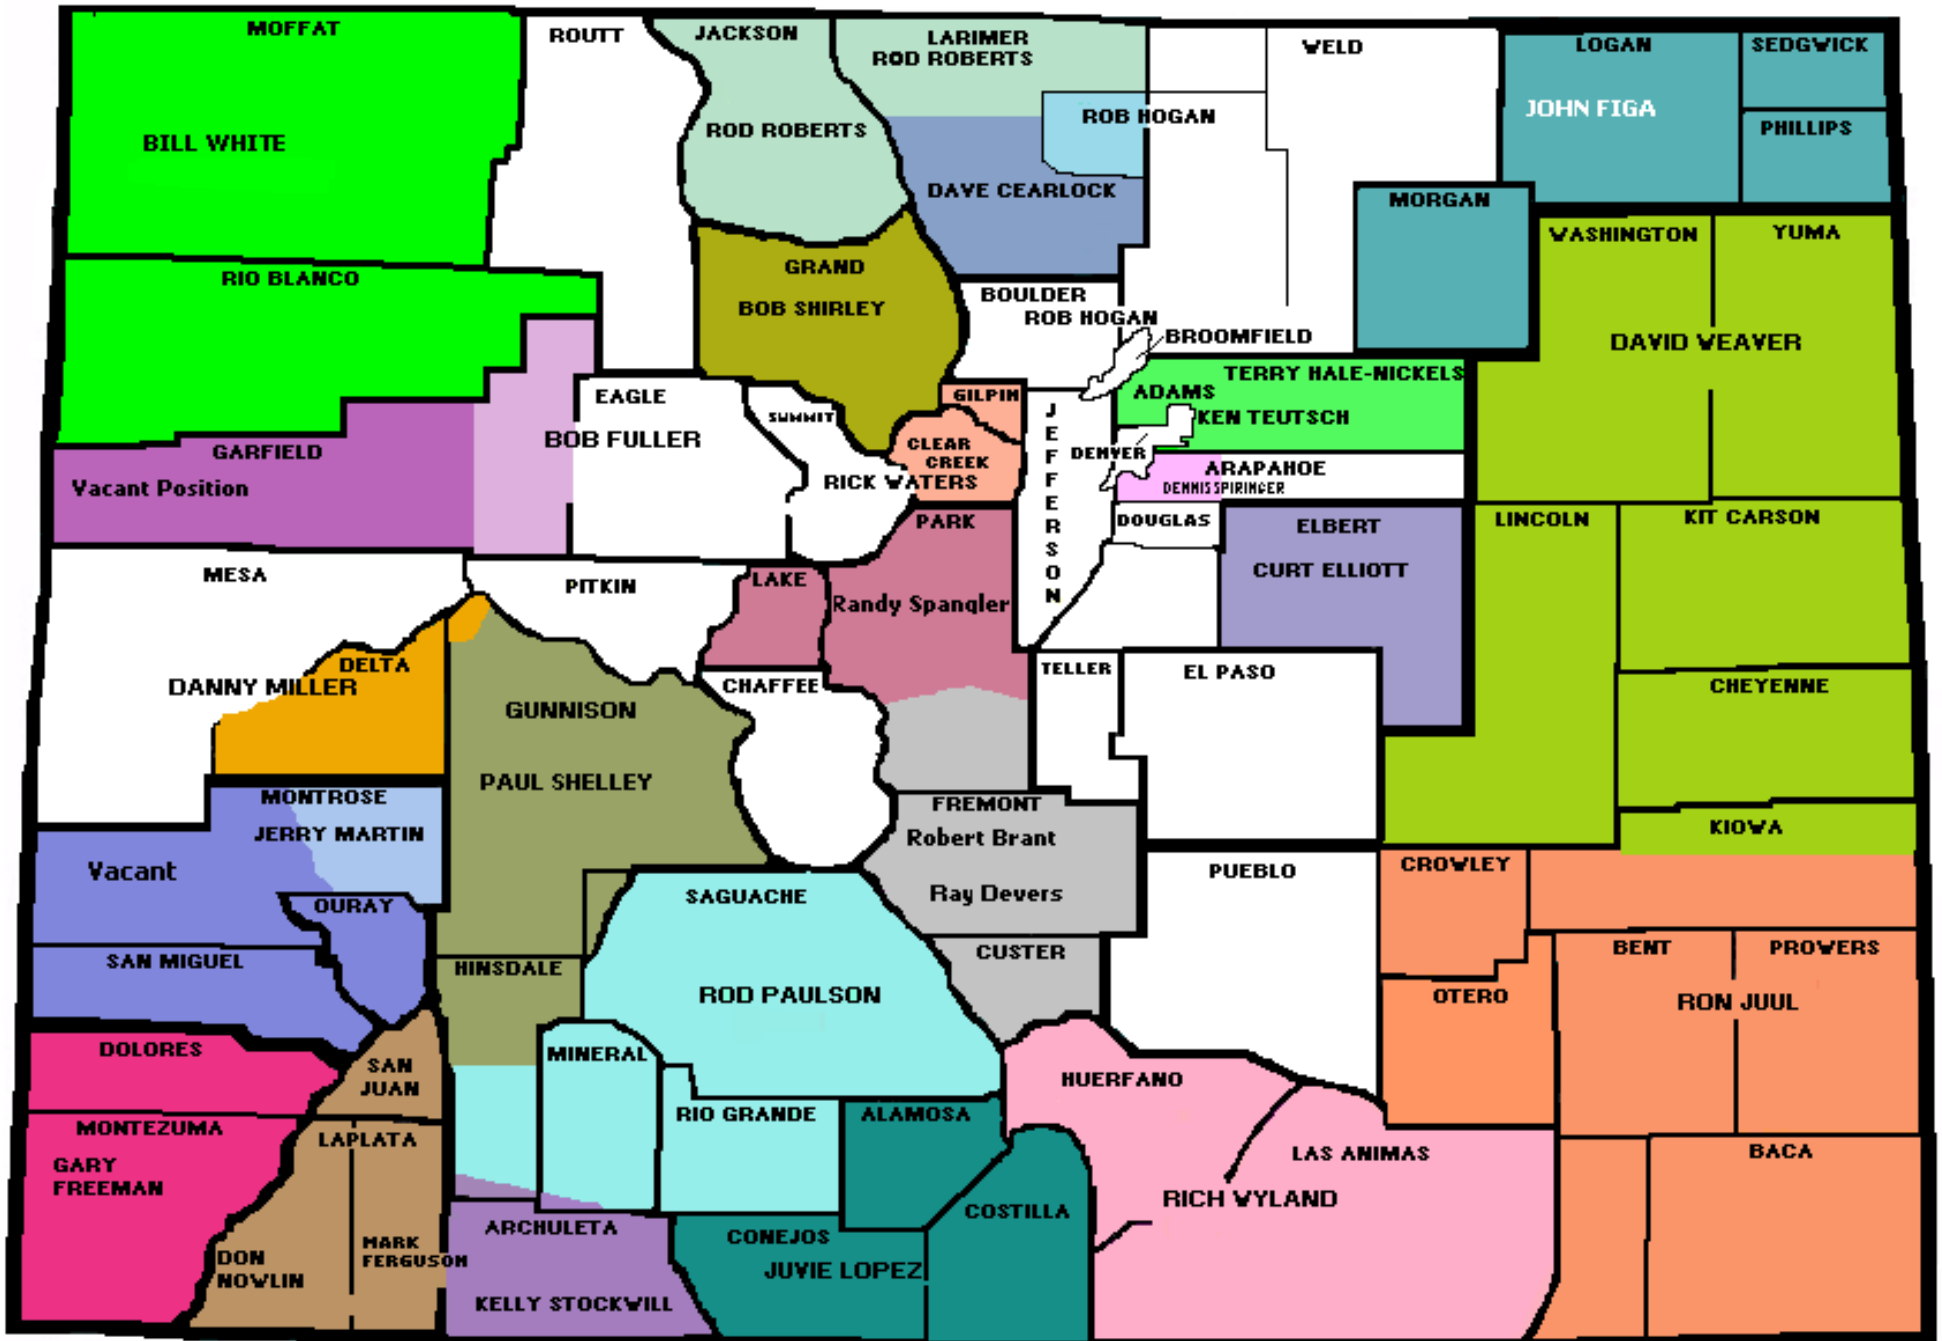 MOFFAT
ROUTT
JACKSON
LARIMER
ROD ROBERTS
WELD
LOGAN
SEDGWICK
BILL WHITE
ROD ROBERTS
ROB HOGAN
JOHN FIGA
PHILLIPS
DAVE CEARLOCK
MORGAN
WASHINGTON
YUMA
RIO BLANCO
GRAND
BOB SHIRLEY
BOULDER
ROB HOGAN
BROOMFIELD
DAVID WEAVER
TERRY HALE-NICKELS
ADAMS
KEN TEUTSCH
EAGLE
BOB FULLER
SUMMIT
GILPIN
JEFFERSON
CLEAR
CREEK
DENVER
RICK WATERS
ARAPAHOE
DENNIS SPIRINGER
GARFIELD
Vacant Position
PARK
DOUGLAS
ELBERT
CURT ELLIOTT
LINCOLN
KIT CARSON
MESA
PITKIN
LAKE
Randy Spangler
DELTA
DANNY MILLER
CHAFFEE
TELLER
EL PASO
CHEYENNE
GUNNISON
PAUL SHELLEY
MONTROSE
JERRY MARTIN
Vacant
FREMONT
Robert Brant
Ray Devers
KIOWA
PUEBLO
CROWLEY
OURAY
SAGUACHE
SAN MIGUEL
HINSDALE
CUSTER
BENT
PROWERS
ROD PAULSON
OTERO
RON JUUL
DOLORES
SAN
JUAN
MINERAL
HUERFANO
RIO GRANDE
ALAMOSA
MONTEZUMA
GARY
FREEMAN
LAPLATA
LAS ANIMAS
BACA
RICH WYLAND
COSTILLA
ARCHULETA
CONEJOS
DON
NOWLIN
MARK
FERGUSON
JUVIE LOPEZ
KELLY STOCKWILL